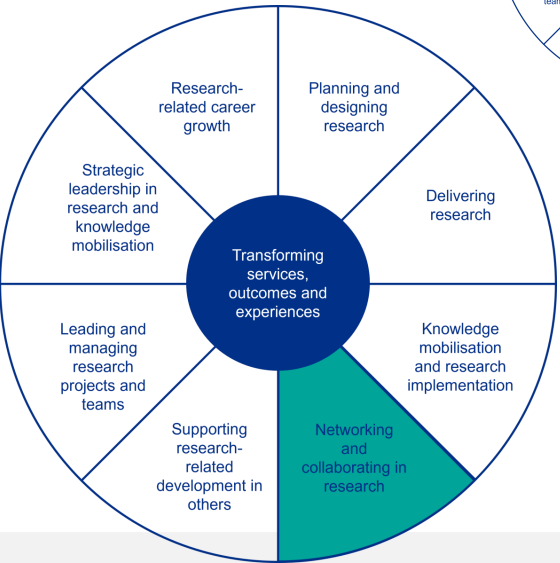 team
Research-
related career
growth
Planning and
designing
research
Strategic
leadership in
research and
knowledge
mobilisation
Delivering
research
Transforming
services,
outcomes and
experiences
Leading and
managing
research
projects and
teams
Knowledge
mobilisation
and research
implementation
Supporting
research-
related
development in
others
Networking
and
collaborating in
research